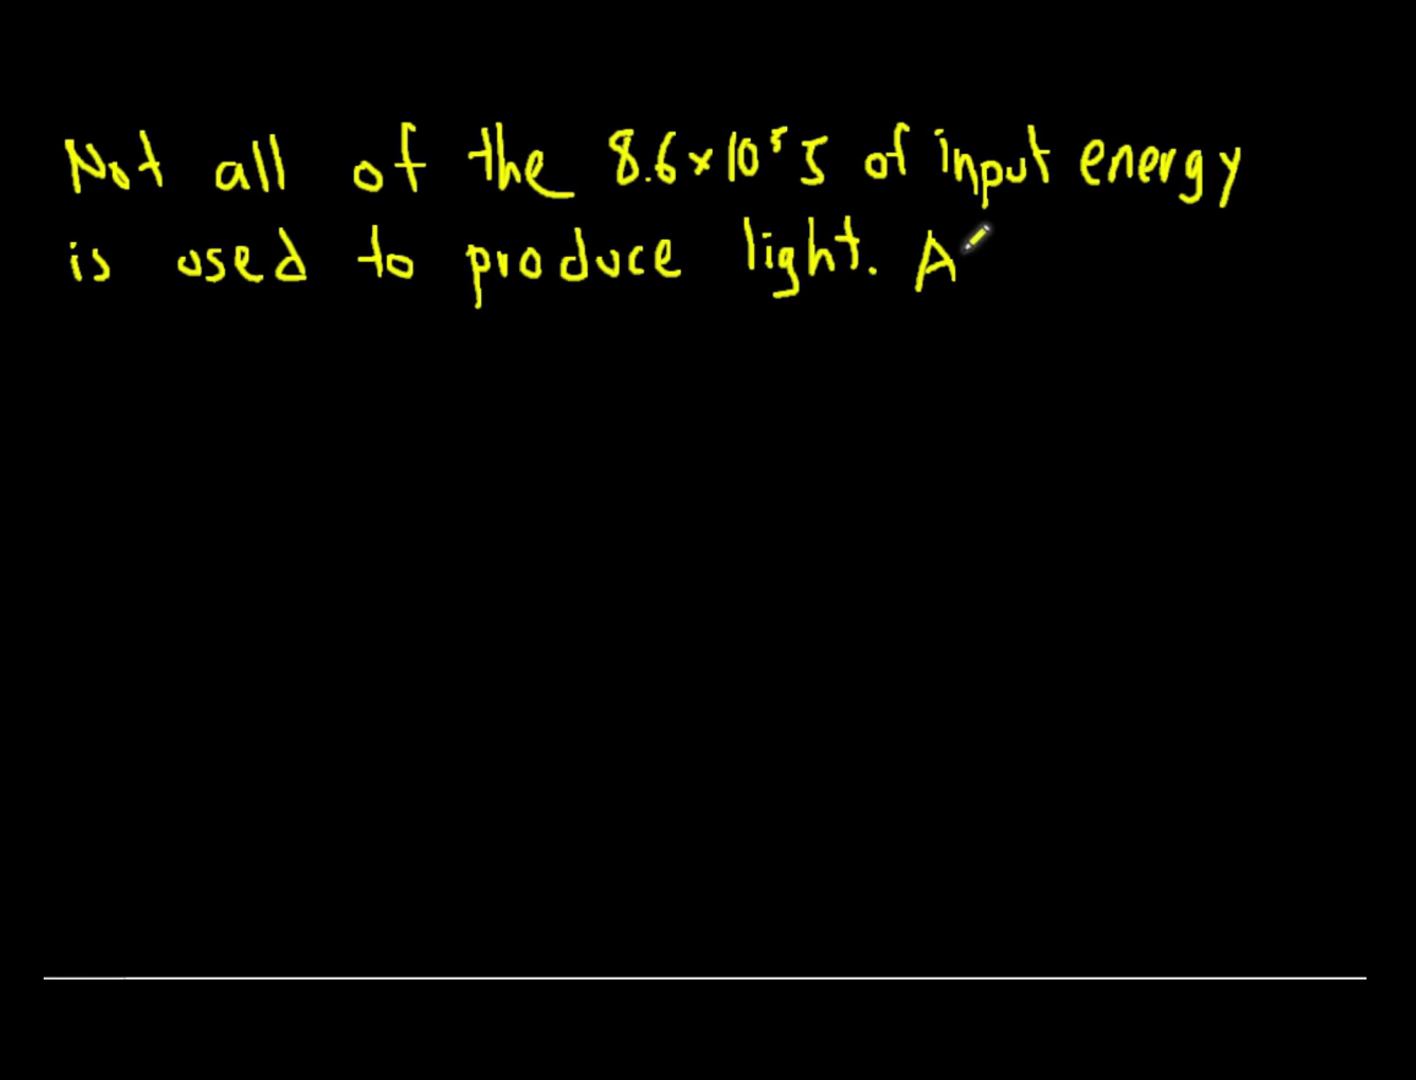 Not all of the 8.6×10⁵ J of input energy
is used to produce light. A